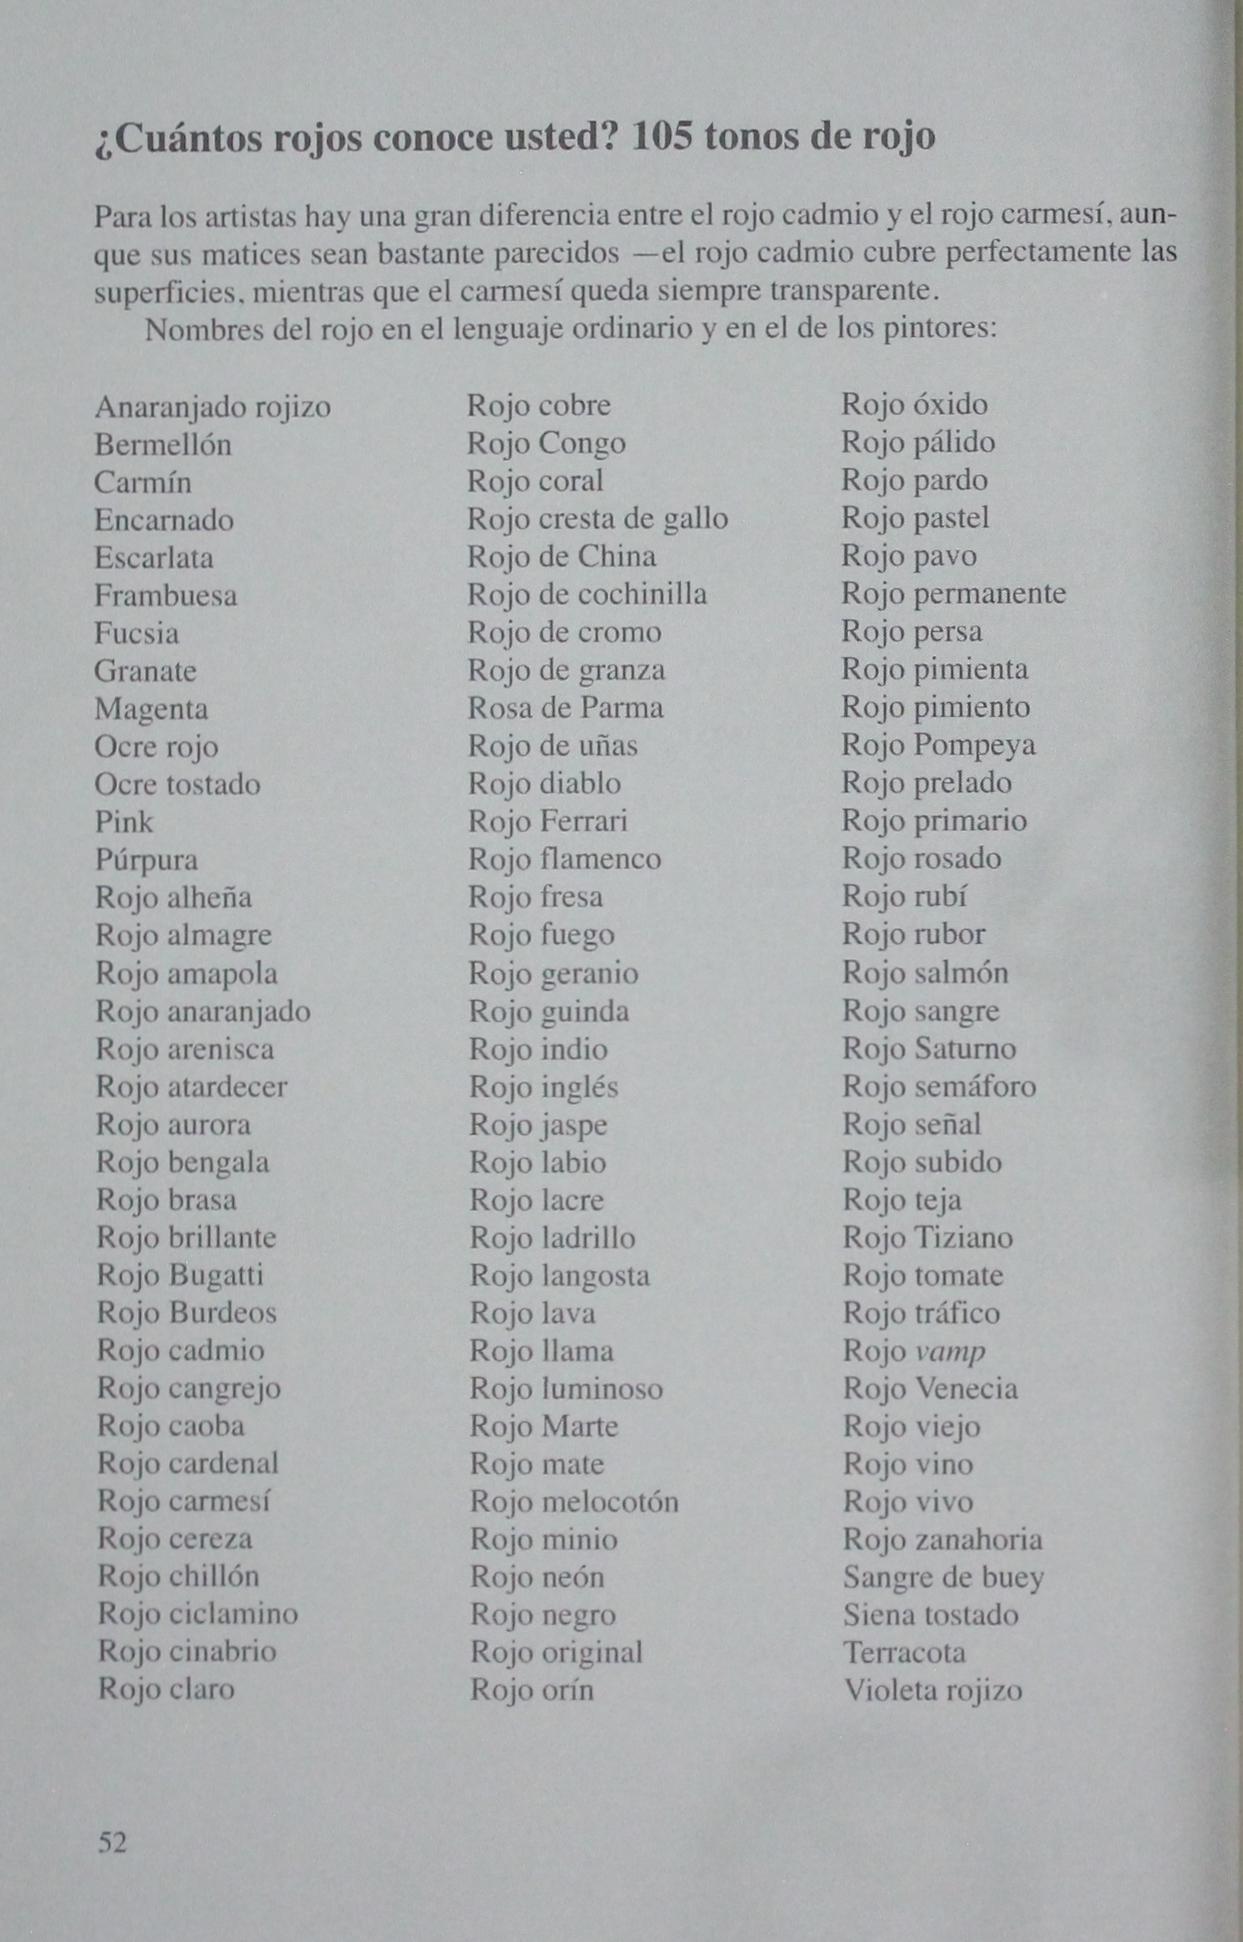 ¿Cuántos rojos conoce usted? 105 tonos de rojo
Para los artistas hay una gran diferencia entre el rojo cadmio y el rojo carmesí, aun-
que sus matices sean bastante parecidos —el rojo cadmio cubre perfectamente las
superficies, mientras que el carmesí queda siempre transparente.
Nombres del rojo en el lenguaje ordinario y en el de los pintores:
Anaranjado rojizo
Bermellón
Carmín
Encarnado
Escarlata
Frambuesa
Fucsia
Granate
Magenta
Ocre rojo
Ocre tostado
Pink
Púrpura
Rojo alheña
Rojo almagre
Rojo amapola
Rojo anaranjado
Rojo arenisca
Rojo atardecer
Rojo aurora
Rojo bengala
Rojo brasa
Rojo brillante
Rojo Bugatti
Rojo Burdeos
Rojo cadmio
Rojo cangrejo
Rojo caoba
Rojo cardenal
Rojo carmesí
Rojo cereza
Rojo chillón
Rojo ciclamino
Rojo cinabrio
Rojo claro
Rojo cobre
Rojo Congo
Rojo coral
Rojo cresta de gallo
Rojo de China
Rojo de cochinilla
Rojo de cromo
Rojo de granza
Rosa de Parma
Rojo de uñas
Rojo diablo
Rojo Ferrari
Rojo flamenco
Rojo fresa
Rojo fuego
Rojo geranio
Rojo guinda
Rojo indio
Rojo inglés
Rojo jaspe
Rojo labio
Rojo lacre
Rojo ladrillo
Rojo langosta
Rojo lava
Rojo llama
Rojo luminoso
Rojo Marte
Rojo mate
Rojo melocotón
Rojo minio
Rojo neón
Rojo negro
Rojo original
Rojo orín
Rojo óxido
Rojo pálido
Rojo pardo
Rojo pastel
Rojo pavo
Rojo permanente
Rojo persa
Rojo pimienta
Rojo pimiento
Rojo Pompeya
Rojo prelado
Rojo primario
Rojo rosado
Rojo rubí
Rojo rubor
Rojo salmón
Rojo sangre
Rojo Saturno
Rojo semáforo
Rojo señal
Rojo subido
Rojo teja
Rojo Tiziano
Rojo tomate
Rojo tráfico
Rojo vamp
Rojo Venecia
Rojo viejo
Rojo vino
Rojo vivo
Rojo zanahoria
Sangre de buey
Siena tostado
Terracota
Violeta rojizo
52